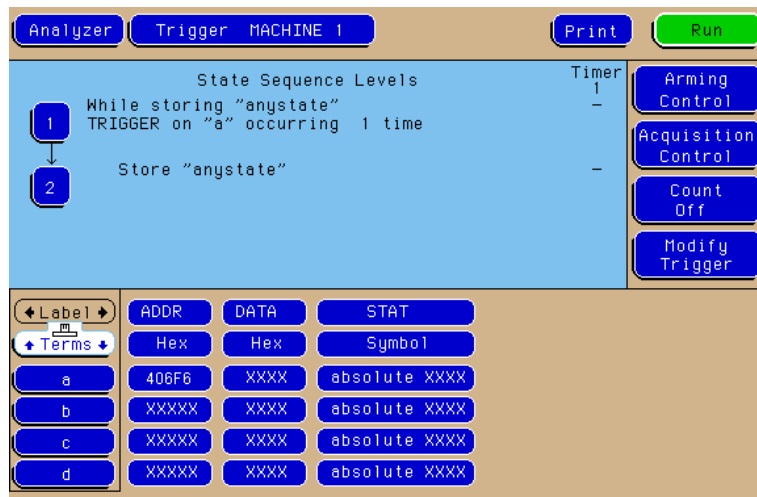 Analyzer Trigger MACHINE 1 Print Run
State Sequence Levels
Timer
1
While storing "anystate" –
TRIGGER on "a" occurring 1 time
1
Store "anystate" –
2
Arming
Control
Acquisition
Control
Count
Off
Modify
Trigger
Label ADDR DATA STAT
Terms Hex Hex Symbol
a 406F6 XXXX absolute XXXX
b XXXXX XXXX absolute XXXX
c XXXXX XXXX absolute XXXX
d XXXXX XXXX absolute XXXX